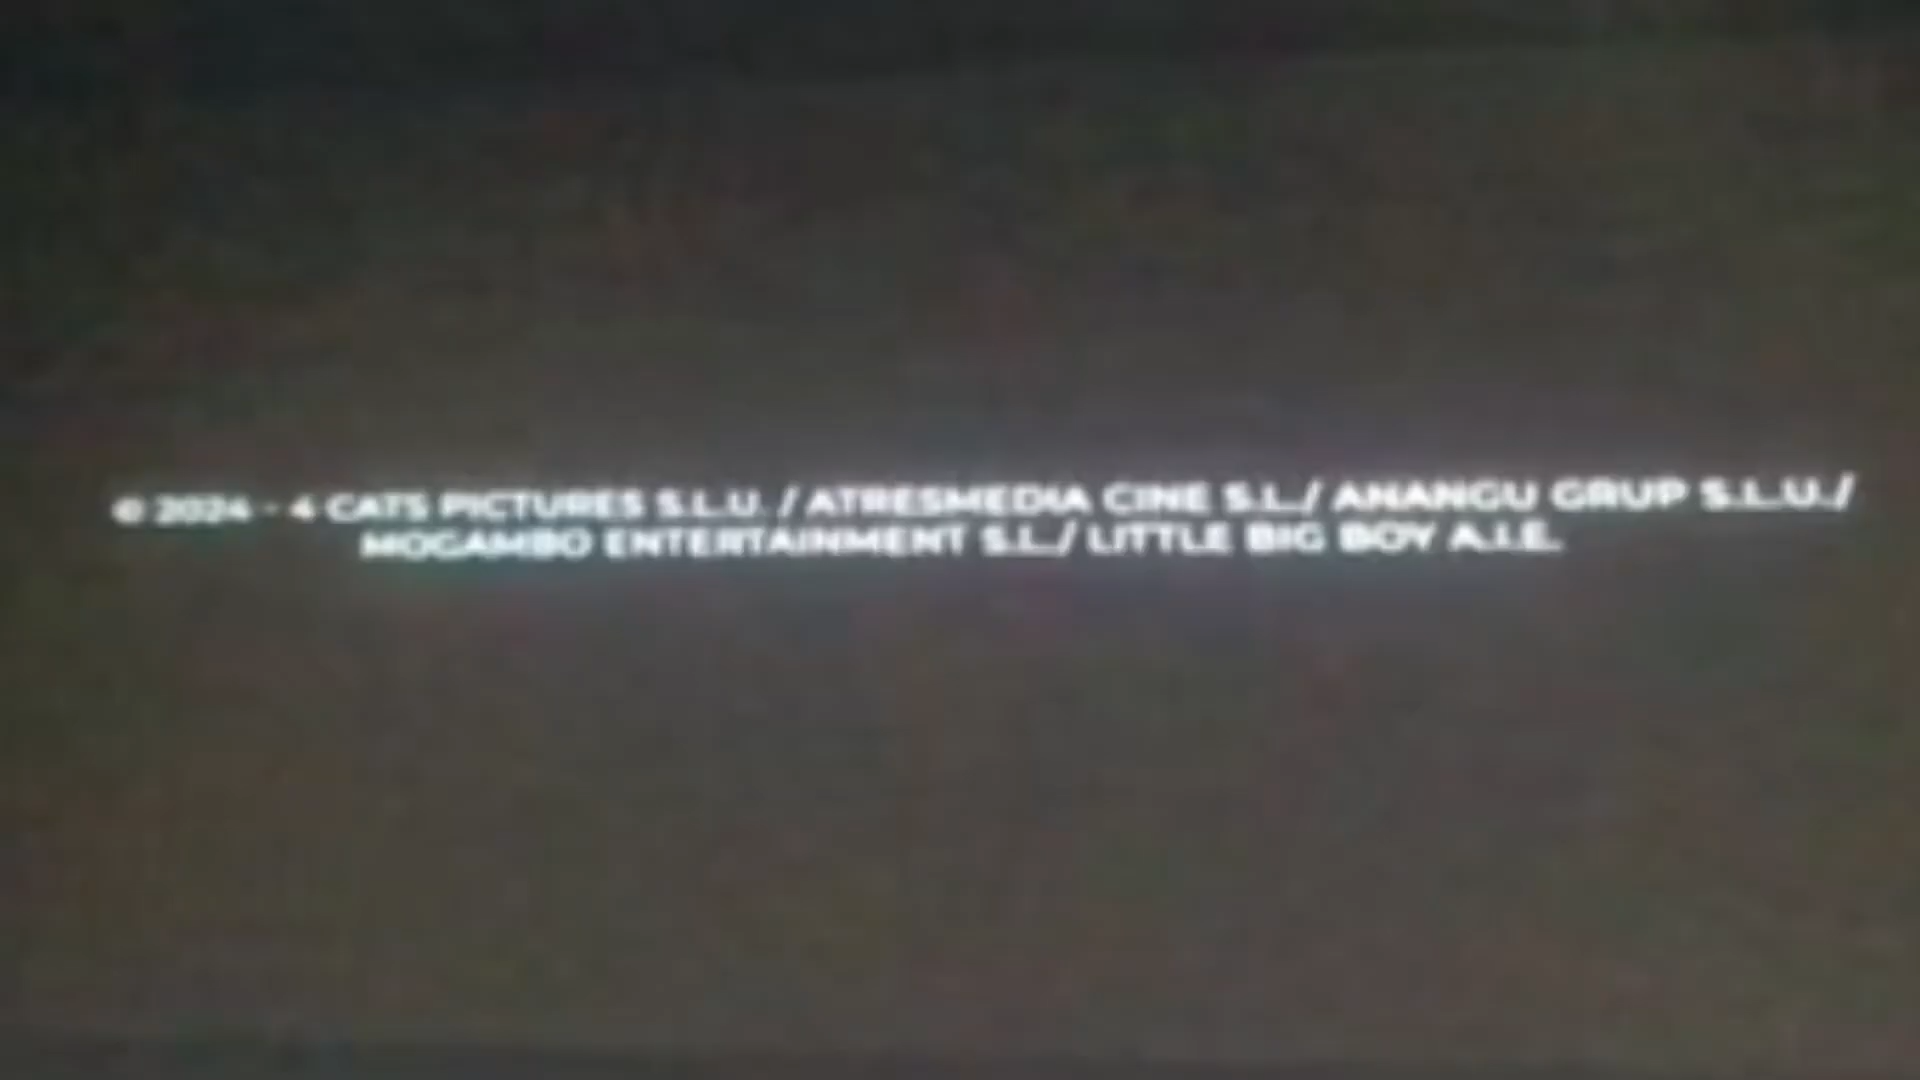 © 2024 - 4 CATS PICTURES S.L.U. / ATRESMEDIA CINE S.L./ ANANGU GRUP S.L.U./
MOGAMBO ENTERTAINMENT S.L./ LITTLE BIG BOY A.I.E.